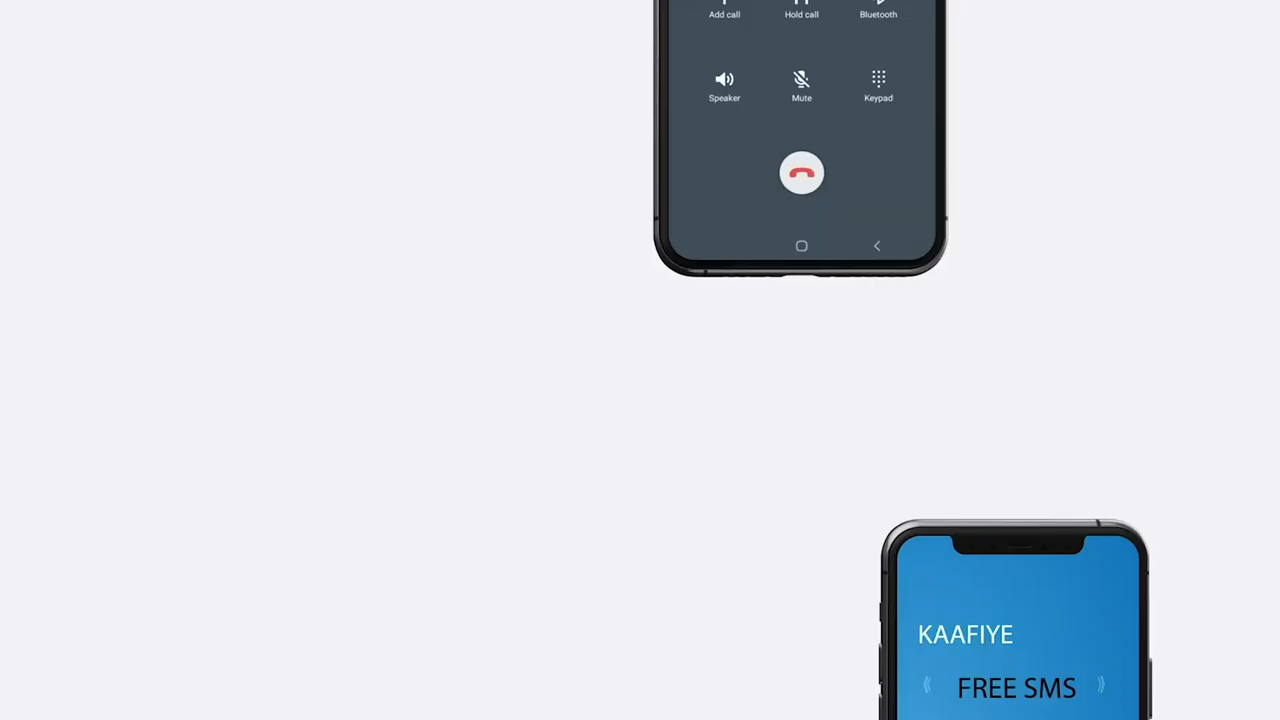 Add call Hold call Bluetooth
Speaker Mute Keypad
KAAFIYE
FREE SMS